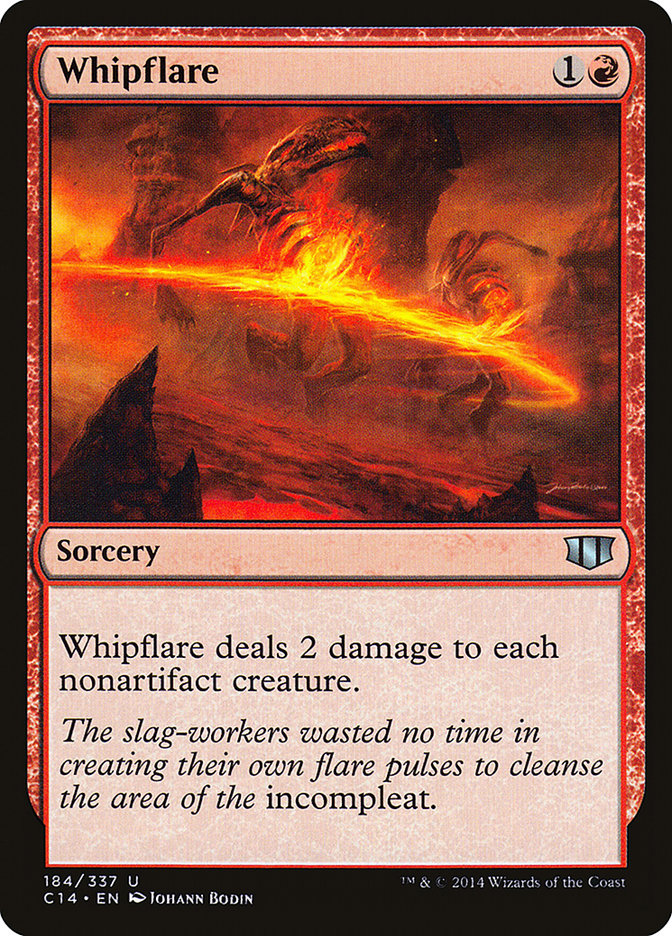 Whipflare
1
Sorcery
Whipflare deals 2 damage to each
nonartifact creature.
The slag-workers wasted no time in
creating their own flare pulses to cleanse
the area of the incompleat.
184/337 U
™ & © 2014 Wizards of the Coast
C14 • EN Johann Bodin